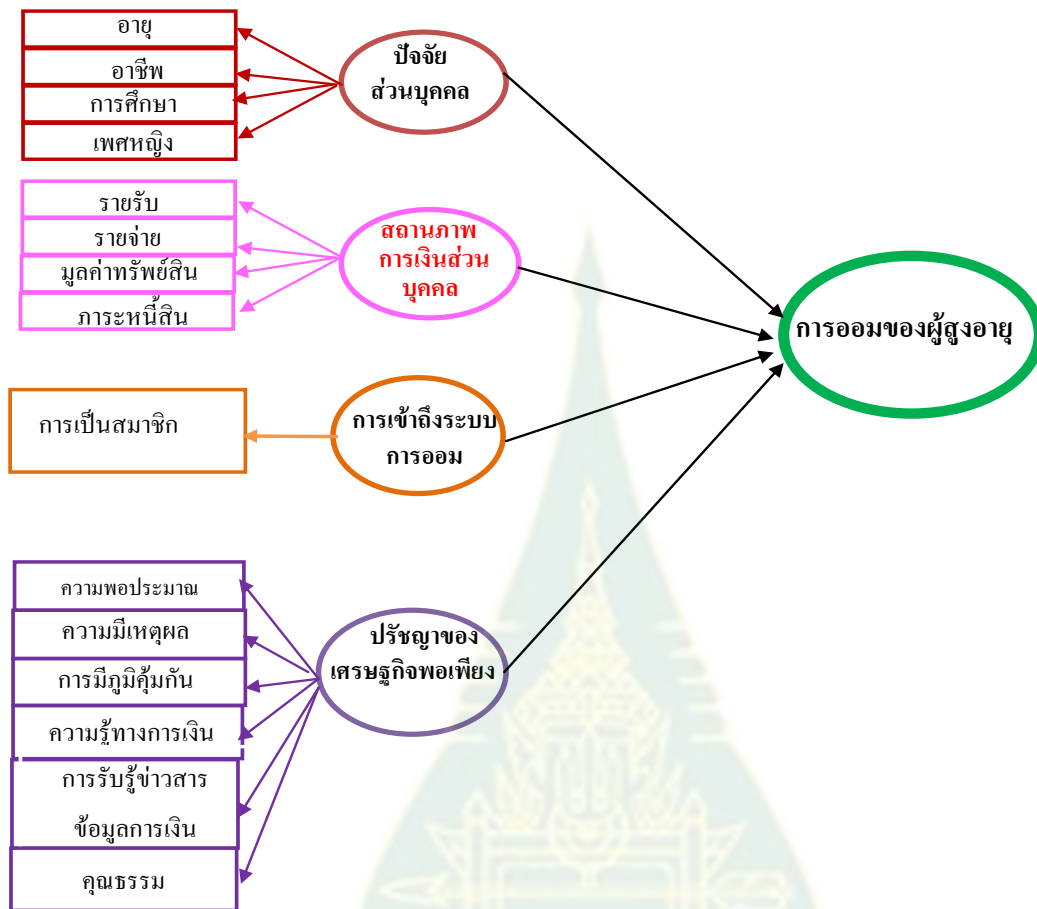 อายุ
อาชีพ
การศึกษา
เพศหญิง
ปัจจัย
ส่วนบุคคล
รายรับ
รายจ่าย
มูลค่าทรัพย์สิน
ภาระหนี้สิน
สถานภาพ
การเงินส่วน
บุคคล
การออมของผู้สูงอายุ
การเป็นสมาชิก
การเข้าถึงระบบ
การออม
ความพอประมาณ
ความมีเหตุผล
การมีภูมิคุ้มกัน
ความรู้ทางการเงิน
การรับรู้ข่าวสาร
ข้อมูลการเงิน
คุณธรรม
ปรัชญาของ
เศรษฐกิจพอเพียง